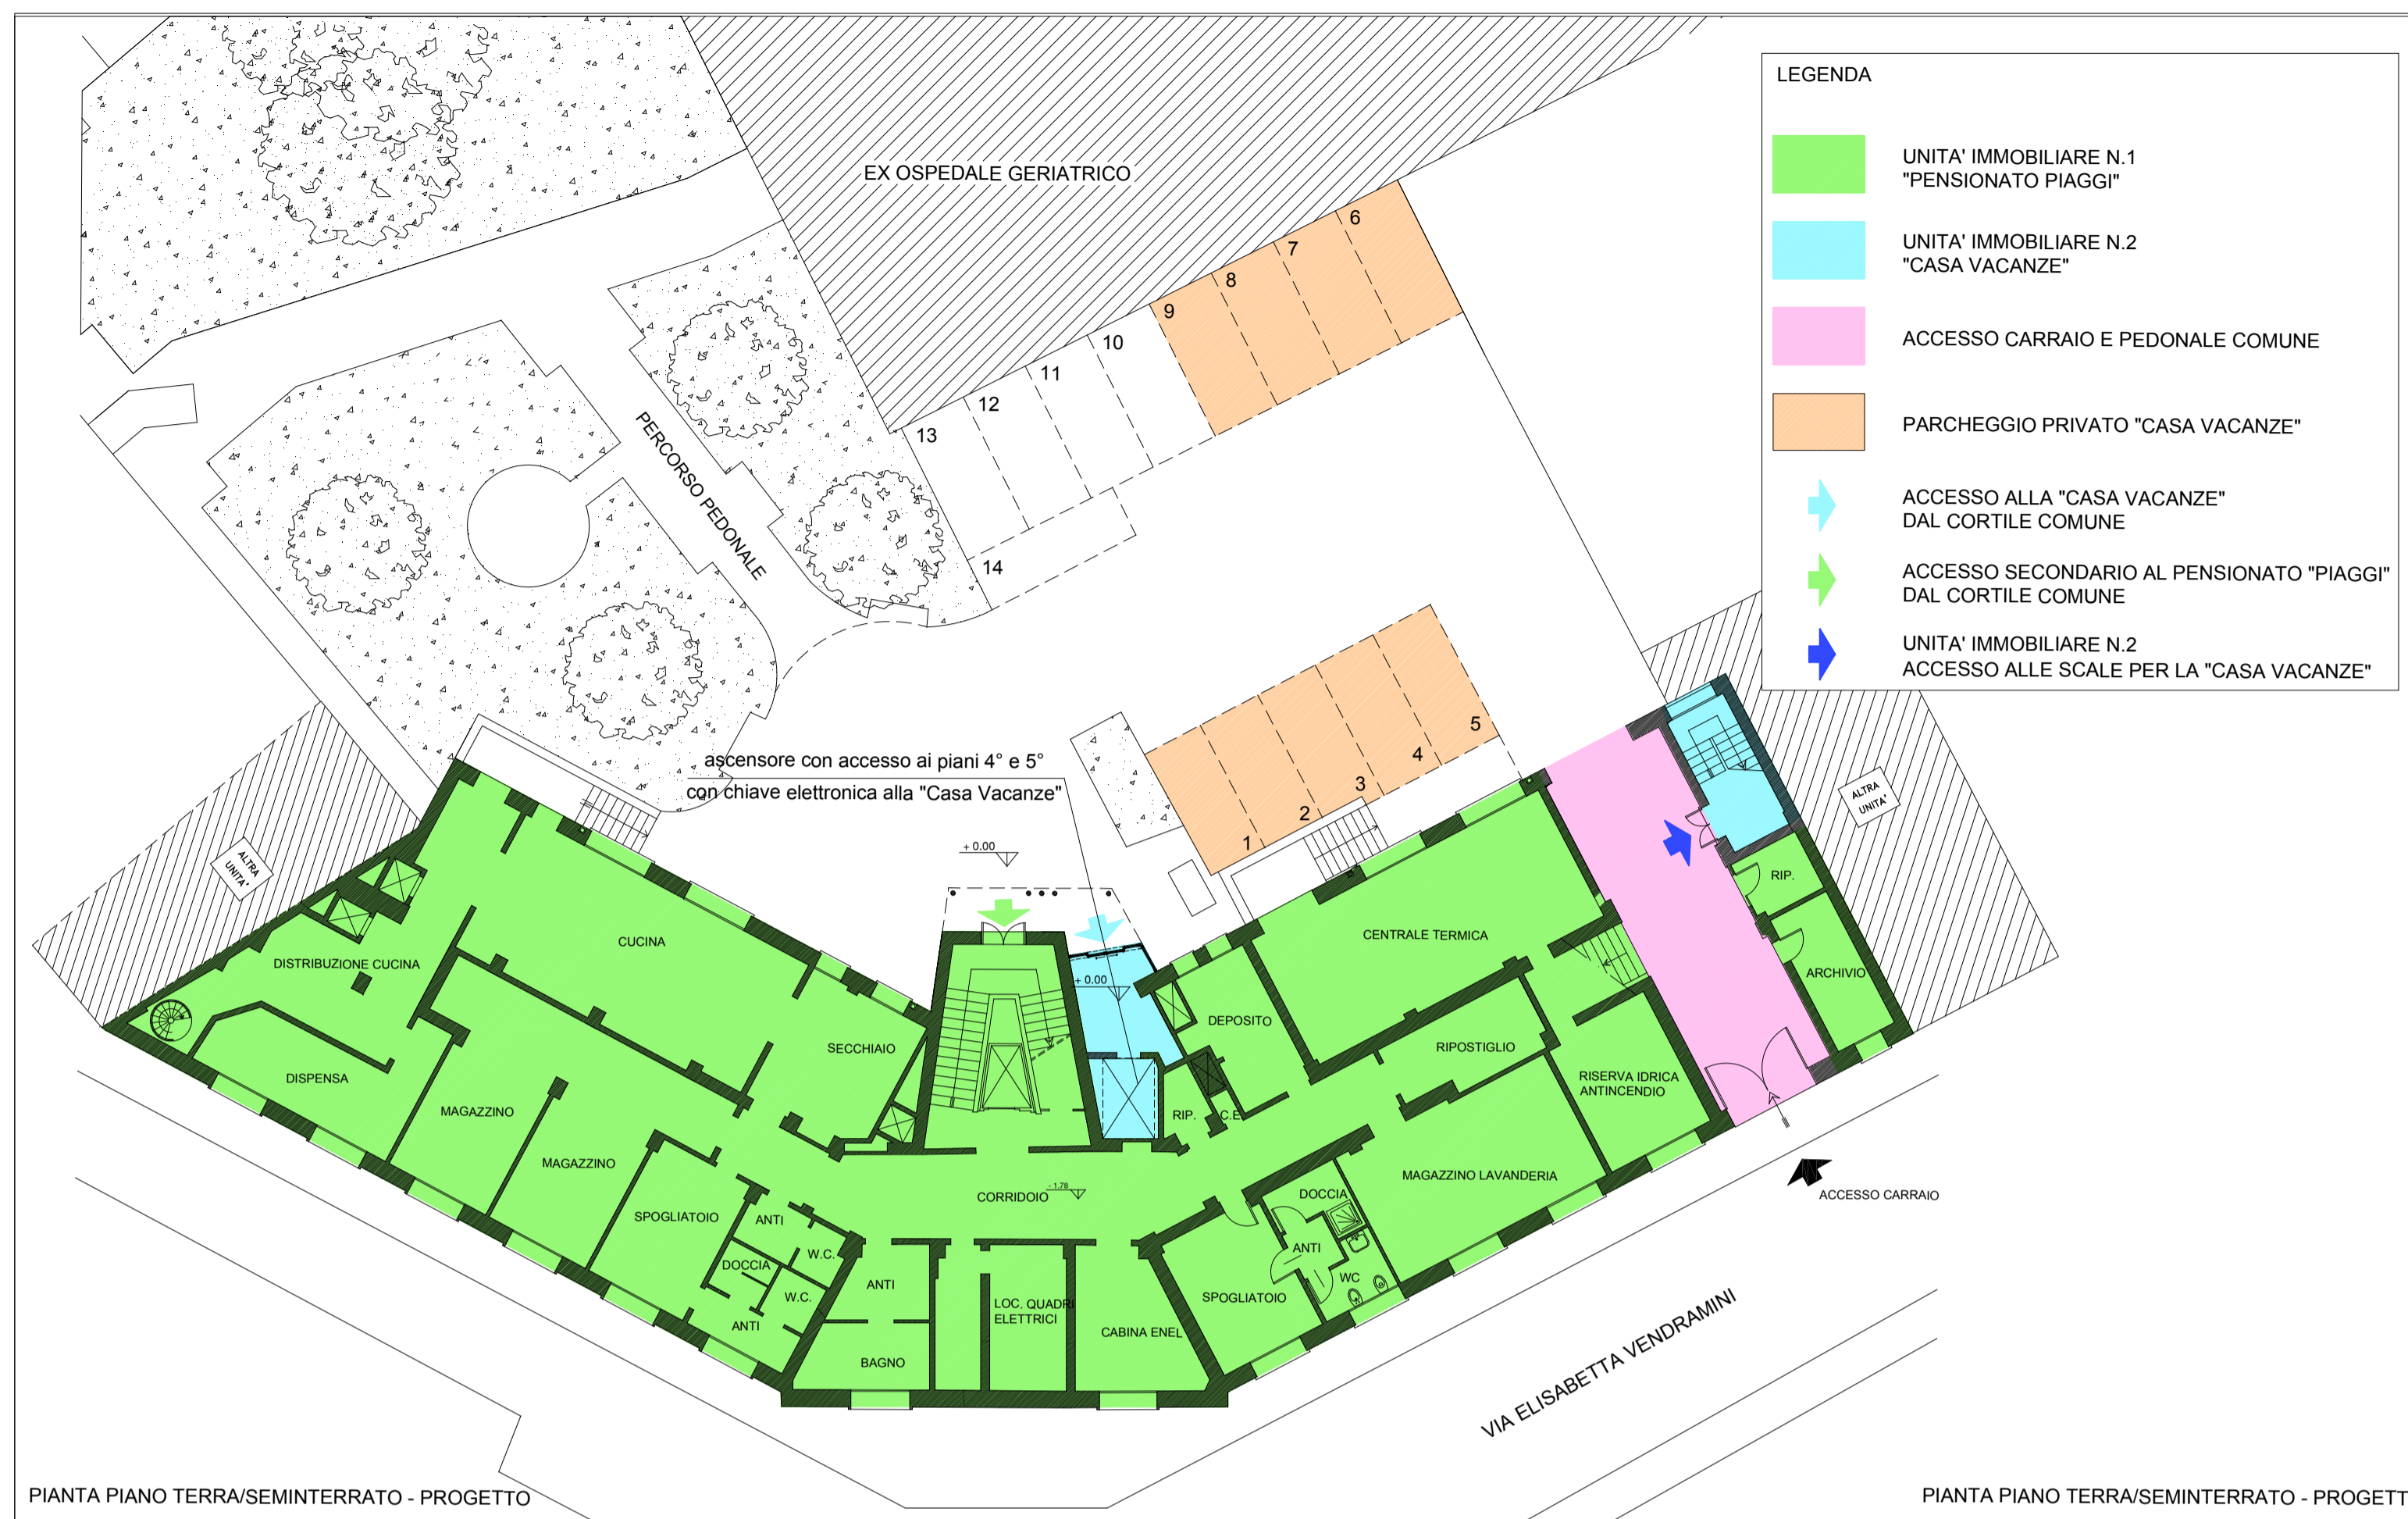 LEGENDA
UNITA' IMMOBILIARE N.1
"PENSIONATO PIAGGI"
UNITA' IMMOBILIARE N.2
"CASA VACANZE"
ACCESSO CARRAIO E PEDONALE COMUNE
PARCHEGGIO PRIVATO "CASA VACANZE"
ACCESSO ALLA "CASA VACANZE"
DAL CORTILE COMUNE
ACCESSO SECONDARIO AL PENSIONATO "PIAGGI"
DAL CORTILE COMUNE
UNITA' IMMOBILIARE N.2
ACCESSO ALLE SCALE PER LA "CASA VACANZE"
EX OSPEDALE GERIATRICO
6
7
8
9
10
11
12
13
14
PERCORSO PEDONALE
5
4
3
2
1
ascensore con accesso ai piani 4° e 5°
con chiave elettronica alla "Casa Vacanze"
+ 0.00
+ 0.00
ALTRA
UNITA'
ALTRA
UNITA'
CUCINA
DISTRIBUZIONE CUCINA
DISPENSA
MAGAZZINO
MAGAZZINO
SECCHIAIO
SPOGLIATOIO
ANTI
W.C.
DOCCIA
W.C.
ANTI
ANTI
BAGNO
CORRIDOIO
- 1.78
LOC. QUADRI
ELETTRICI
CABINA ENEL
RIP.
C.E.
DEPOSITO
CENTRALE TERMICA
RIPOSTIGLIO
RISERVA IDRICA
ANTINCENDIO
MAGAZZINO LAVANDERIA
DOCCIA
ANTI
WC
SPOGLIATOIO
RIP.
ARCHIVIO
ACCESSO CARRAIO
VIA ELISABETTA VENDRAMINI
PIANTA PIANO TERRA/SEMINTERRATO - PROGETTO
PIANTA PIANO TERRA/SEMINTERRATO - PROGETT